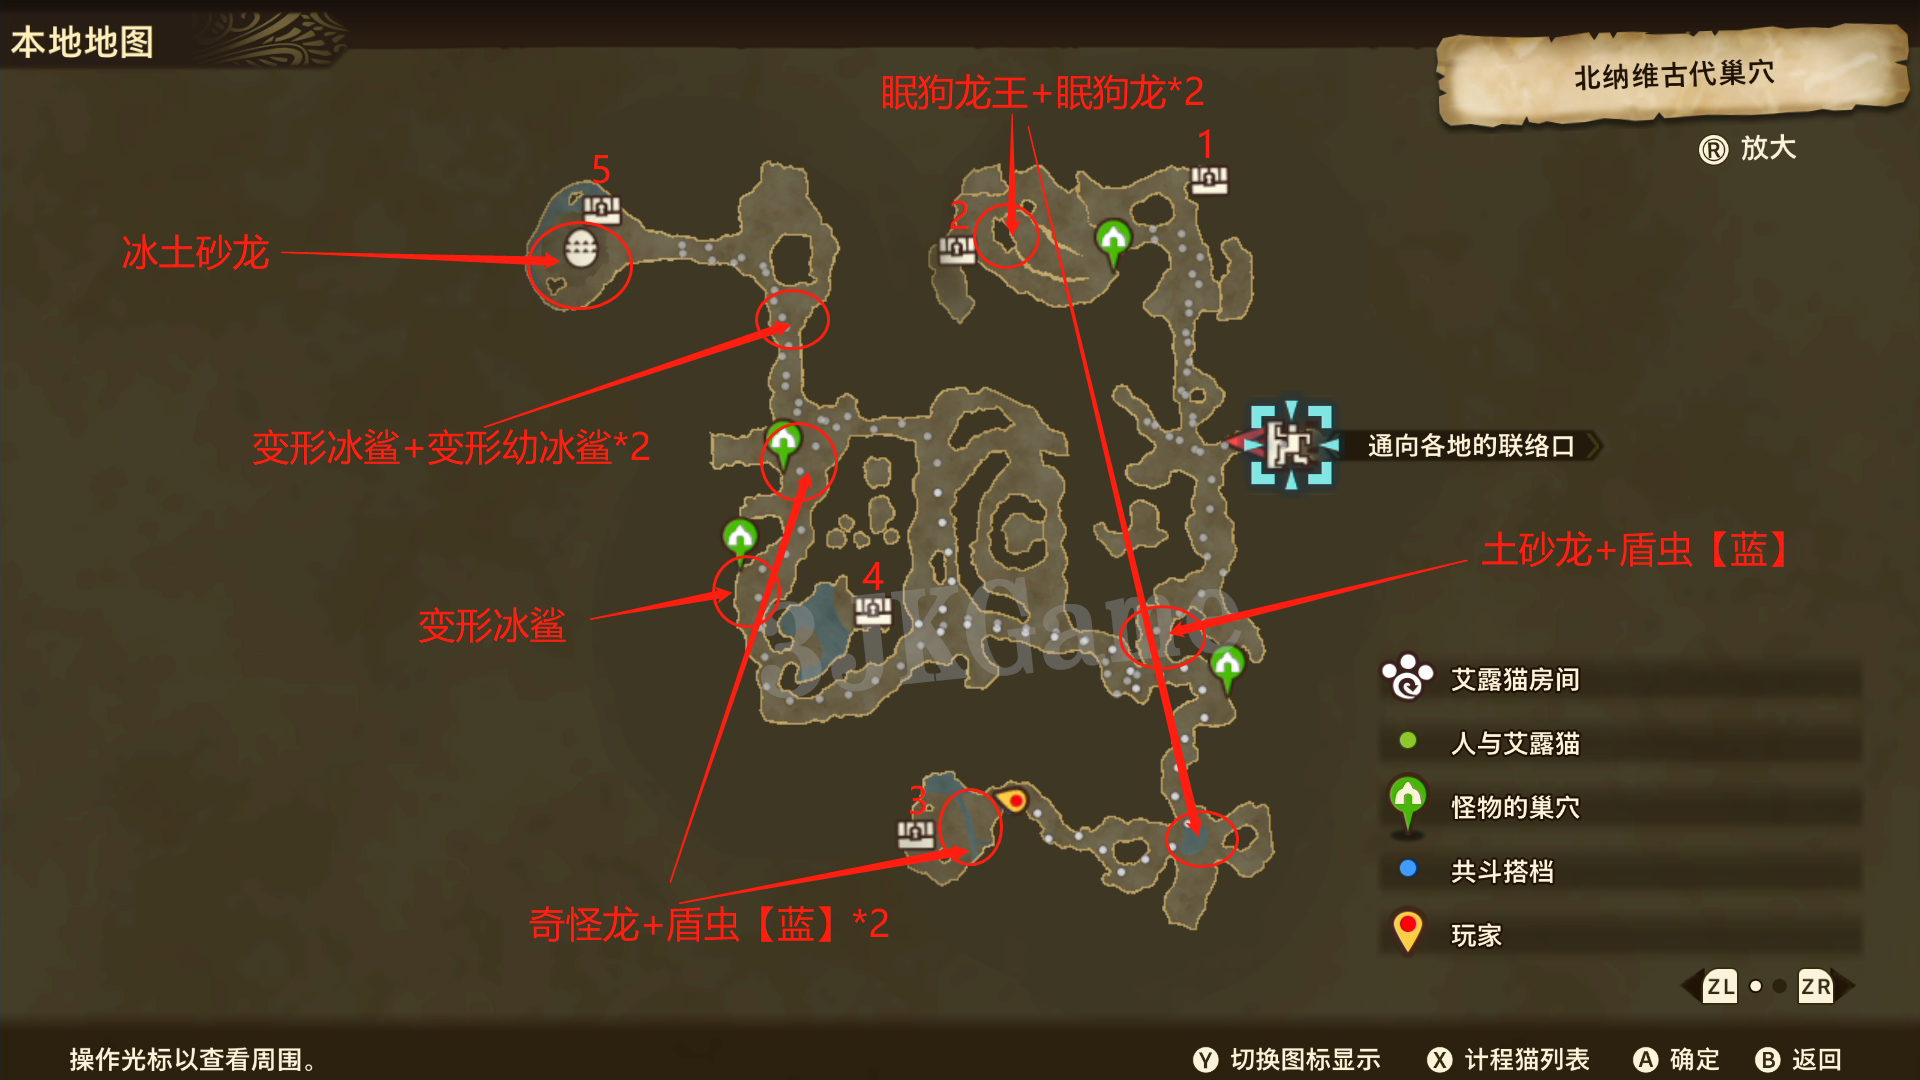 本地地图
北纳维古代巢穴
R 放大
眠狗龙王+眠狗龙*2
1
5
2
冰土砂龙
变形冰鲨+变形幼冰鲨*2
通向各地的联络口
土砂龙+盾虫【蓝】
4
变形冰鲨
3JKGame
艾露猫房间
人与艾露猫
怪物的巢穴
3
共斗搭档
奇怪龙+盾虫【蓝】*2
玩家
ZL ZR
操作光标以查看周围。
Y 切换图标显示 X 计程猫列表 A 确定 B 返回